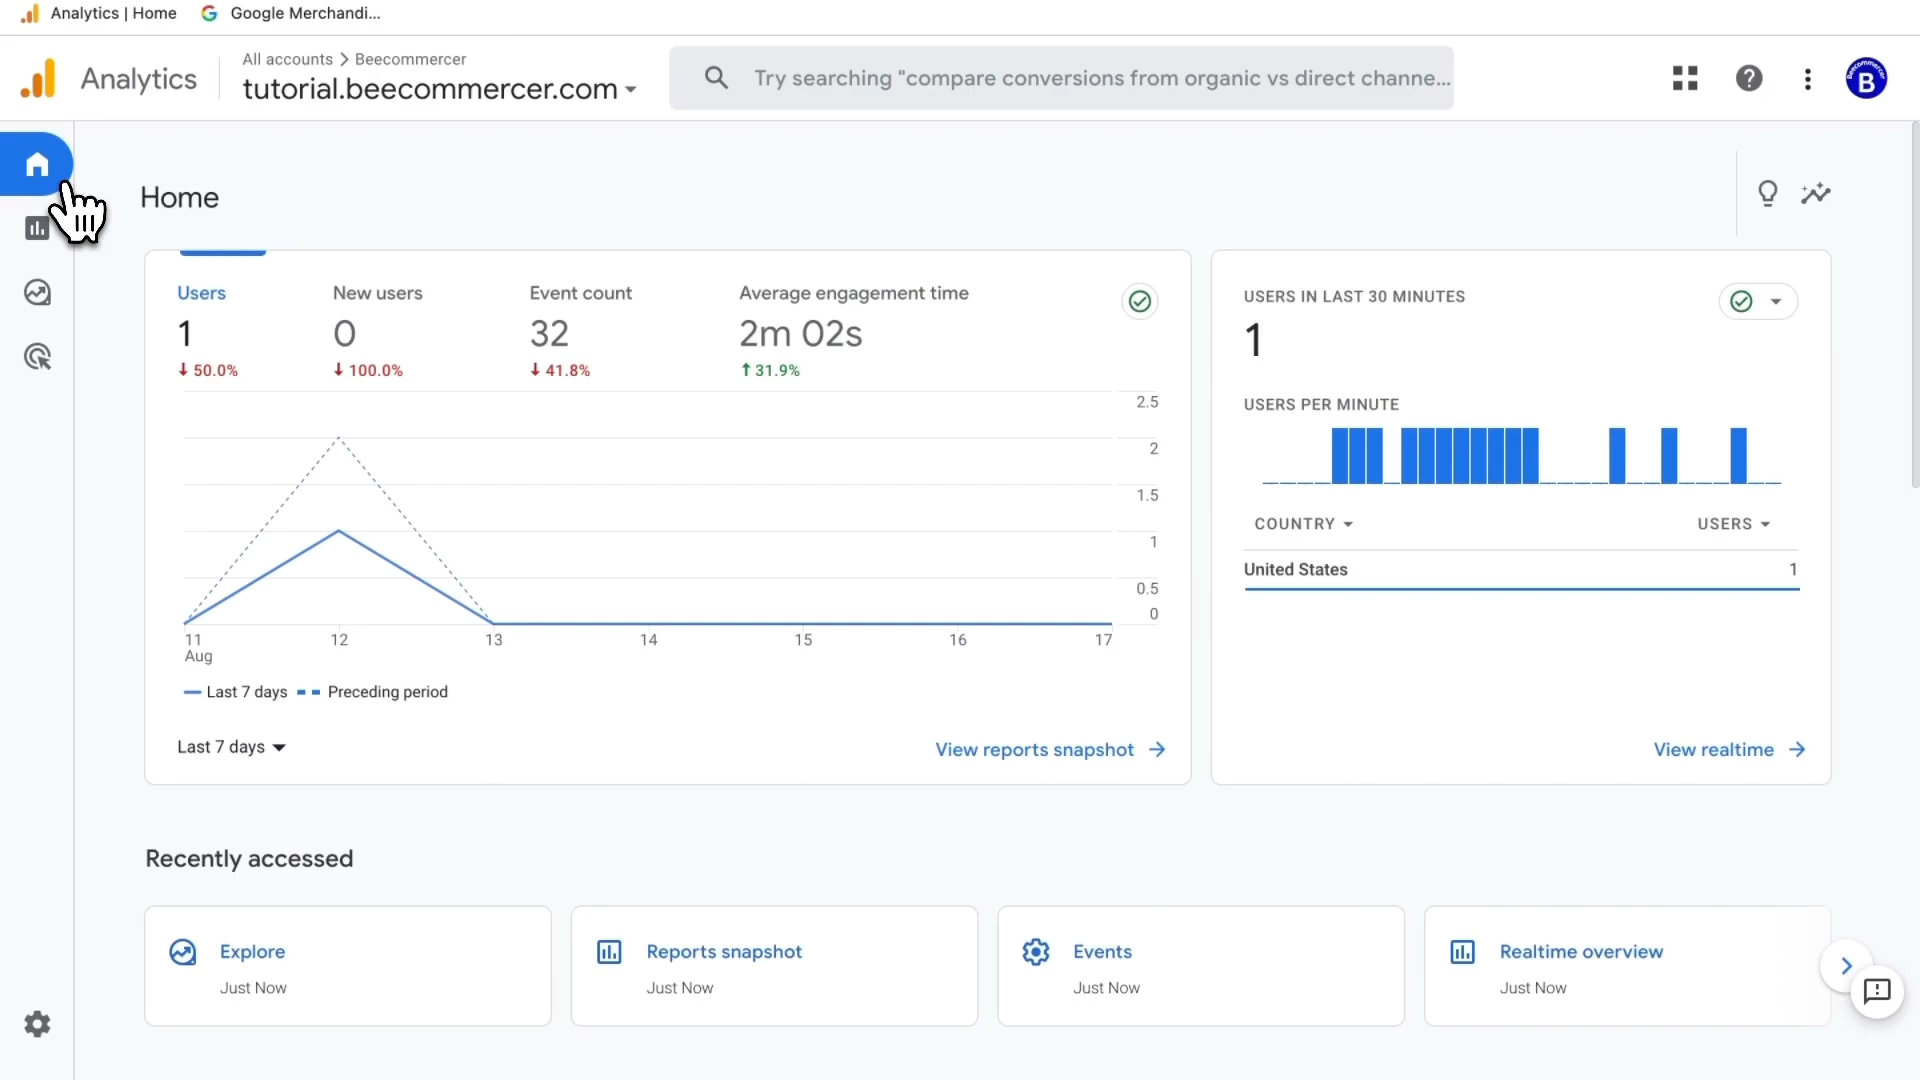 Analytics | Home
Google Merchandi...
Analytics
All accounts > Beecommercer
tutorial.beecommercer.com
Try searching "compare conversions from organic vs direct channe...
Beecommercer
B
Home
Users
1
50.0%
New users
0
100.0%
Event count
32
41.8%
Average engagement time
2m 02s
31.9%
2.5
2
1.5
1
0.5
0
11
Aug
12
13
14
15
16
17
Last 7 days
Preceding period
Last 7 days
View reports snapshot
USERS IN LAST 30 MINUTES
1
USERS PER MINUTE
COUNTRY
USERS
United States
1
View realtime
Recently accessed
Explore
Just Now
Reports snapshot
Just Now
Events
Just Now
Realtime overview
Just Now